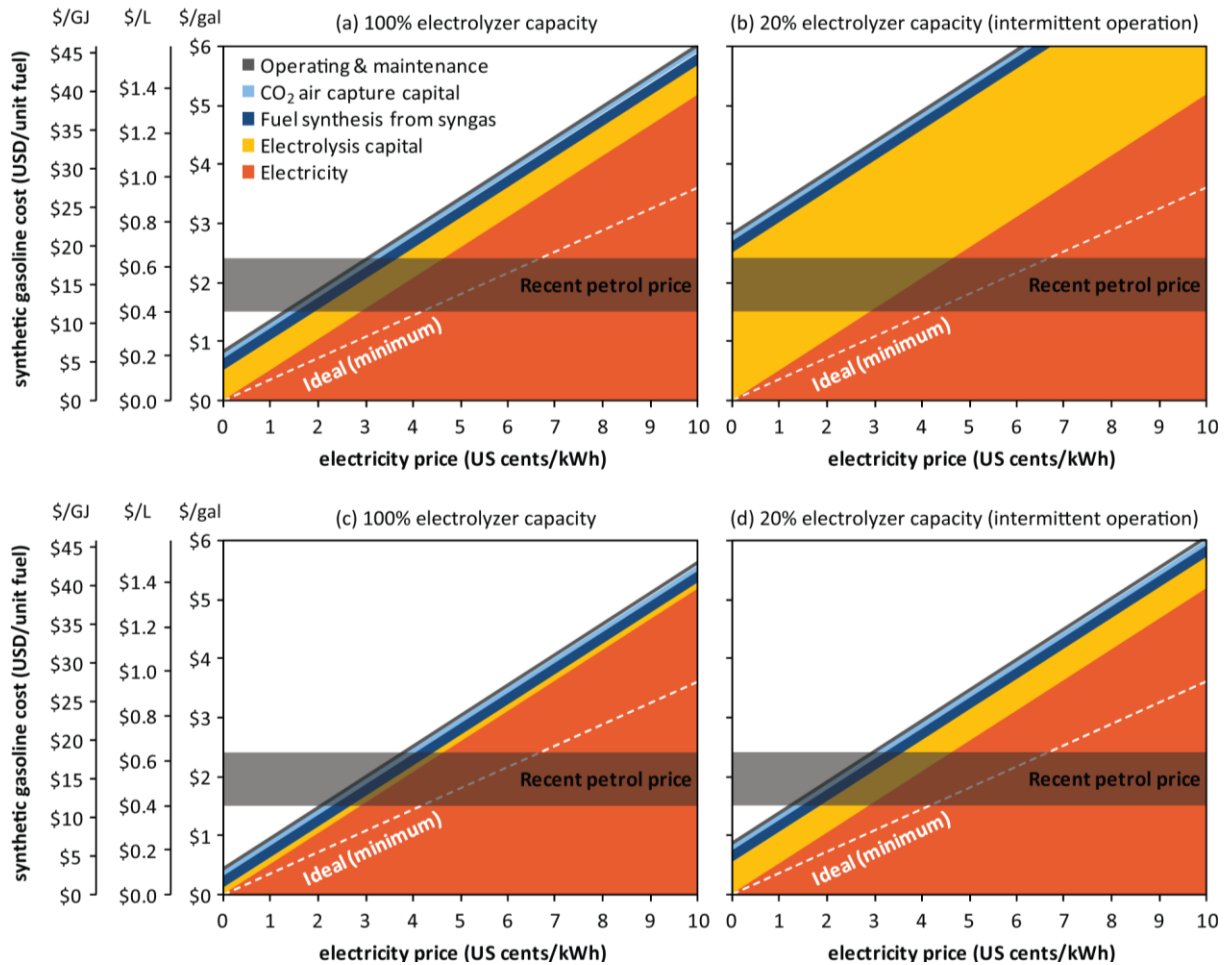 $/GJ $/L $/gal (a) 100% electrolyzer capacity (b) 20% electrolyzer capacity (intermittent operation)
synthetic gasoline cost (USD/unit fuel)
$45
$40
$35
$30
$25
$20
$15
$10
$5
$0
$1.4
$1.2
$1.0
$0.8
$0.6
$0.4
$0.2
$0.0
$6
$5
$4
$3
$2
$1
$0
Operating & maintenance
CO₂ air capture capital
Fuel synthesis from syngas
Electrolysis capital
Electricity
Recent petrol price
Ideal (minimum)
0 1 2 3 4 5 6 7 8 9 10
electricity price (US cents/kWh)
Recent petrol price
Ideal (minimum)
0 1 2 3 4 5 6 7 8 9 10
electricity price (US cents/kWh)
$/GJ $/L $/gal (c) 100% electrolyzer capacity (d) 20% electrolyzer capacity (intermittent operation)
synthetic gasoline cost (USD/unit fuel)
$45
$40
$35
$30
$25
$20
$15
$10
$5
$0
$1.4
$1.2
$1.0
$0.8
$0.6
$0.4
$0.2
$0.0
$6
$5
$4
$3
$2
$1
$0
Recent petrol price
Ideal (minimum)
0 1 2 3 4 5 6 7 8 9 10
electricity price (US cents/kWh)
Recent petrol price
Ideal (minimum)
0 1 2 3 4 5 6 7 8 9 10
electricity price (US cents/kWh)